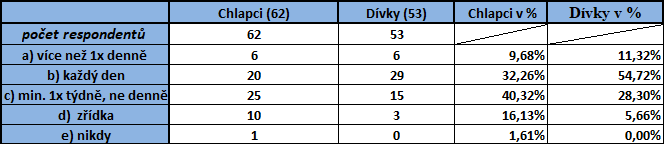 Chlapci (62) Dívky (53) Chlapci v % Dívky v %
počet respondentů 62 53
a) více než 1x denně 6 6 9,68% 11,32%
b) každý den 20 29 32,26% 54,72%
c) min. 1x týdně, ne denně 25 15 40,32% 28,30%
d) zřídka 10 3 16,13% 5,66%
e) nikdy 1 0 1,61% 0,00%